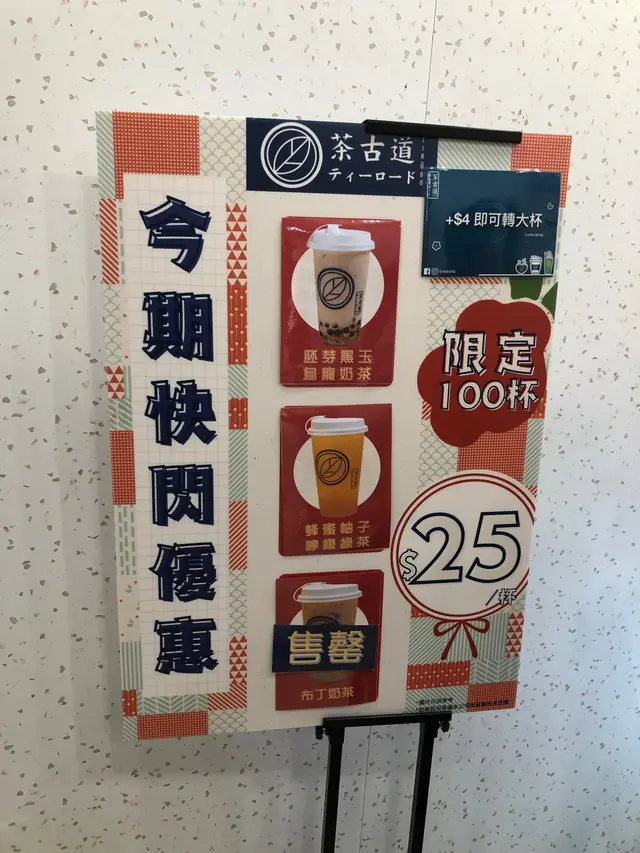 茶古道
ティーロード
今期快閃優惠
+$4 即可轉大杯
胚芽黑玉
烏龍奶茶
限定
100杯
蜂蜜柚子
檸檬綠茶
$25
/杯
售罄
布丁奶茶